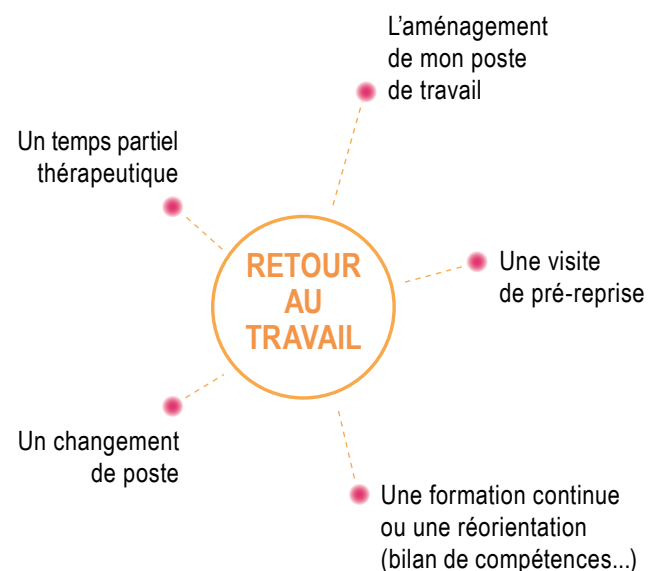 L'aménagement
de mon poste
de travail
Un temps partiel
thérapeutique
RETOUR
AU
TRAVAIL
Une visite
de pré-reprise
Un changement
de poste
Une formation continue
ou une réorientation
(bilan de compétences...)